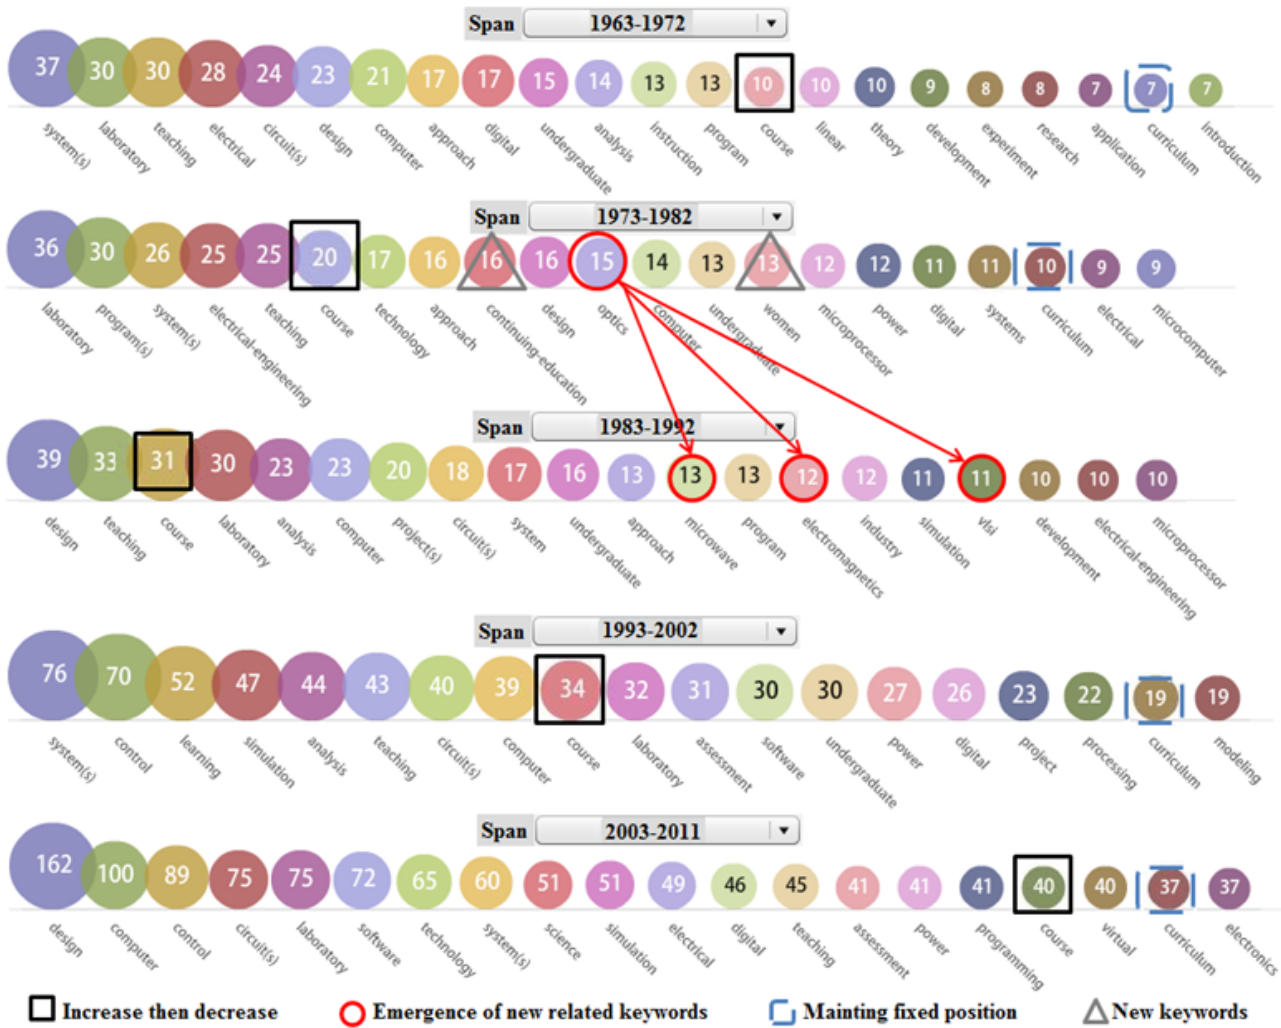 Span 1963-1972
37 30 30 28 24 23 21 17 17 15 14 13 13 10 10 10 9 8 8 7 7 7
system(s) laboratory teaching electrical circuit(s) design computer approach digital undergraduate analysis instruction program course linear theory development experiment research application curriculum introduction
Span 1973-1982
36 30 26 25 25 20 17 16 16 16 15 14 13 13 12 12 11 11 10 9 9
laboratory program(s) system(s) electrical-engineering teaching course technology approach continuing-education design optics computer undergraduate women microprocessor power digital systems curriculum electrical microcomputer
Span 1983-1992
39 33 31 30 23 23 20 18 17 16 13 13 13 12 12 11 11 10 10 10
design teaching course laboratory analysis computer project(s) circuit(s) system undergraduate approach microwave program electromagnetics industry simulation vlsi development electrical-engineering microprocessor
Span 1993-2002
76 70 52 47 44 43 40 39 34 32 31 30 30 27 26 23 22 19 19
system(s) control learning simulation analysis teaching circuit(s) computer course laboratory assessment software undergraduate power digital project processing curriculum modeling
Span 2003-2011
162 100 89 75 75 72 65 60 51 51 49 46 45 41 41 41 40 40 37 37
design computer control circuit(s) laboratory software technology system(s) science simulation electrical digital teaching assessment power programming course virtual curriculum electronics
Increase then decrease Emergence of new related keywords Mainting fixed position New keywords